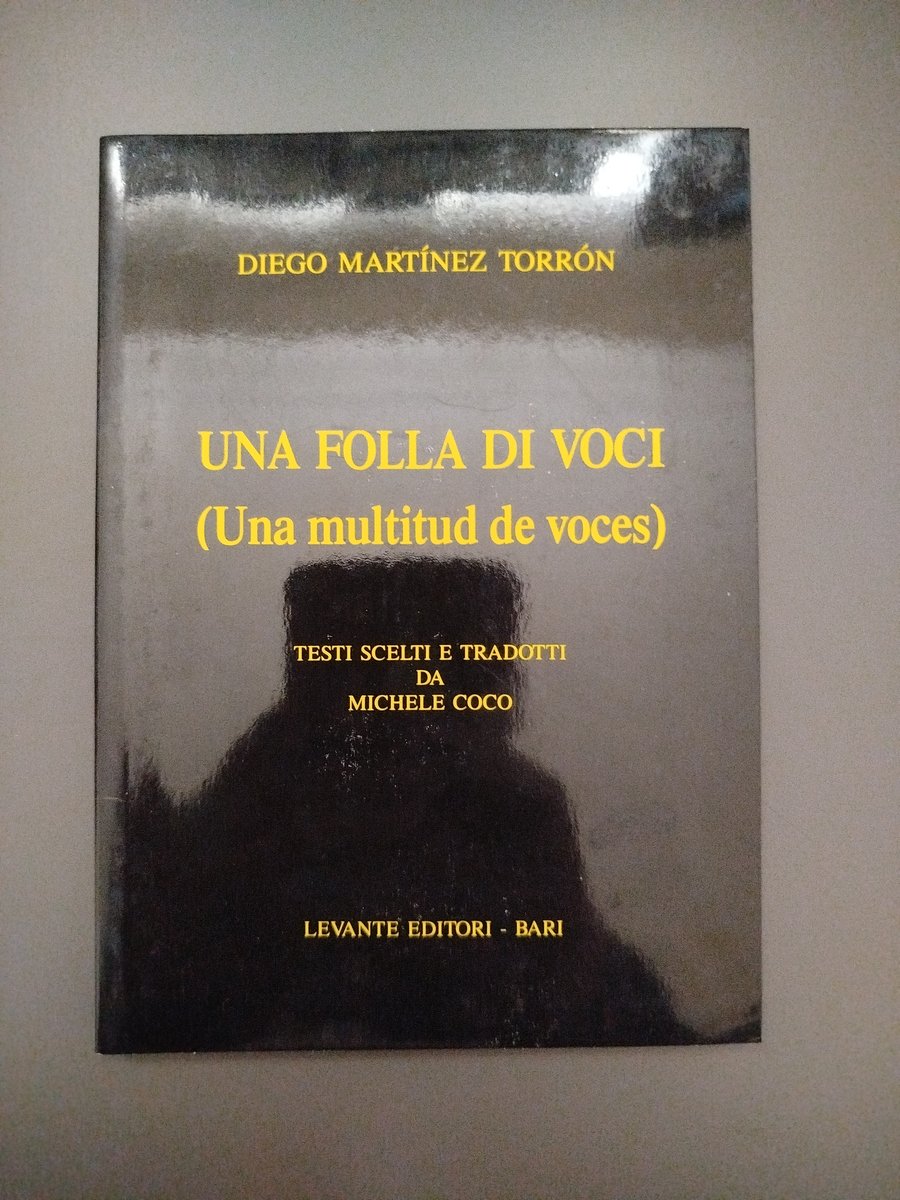 DIEGO MARTÍNEZ TORRÓN
UNA FOLLA DI VOCI
(Una multitud de voces)
TESTI SCELTI E TRADOTTI
DA
MICHELE COCO
LEVANTE EDITORI - BARI